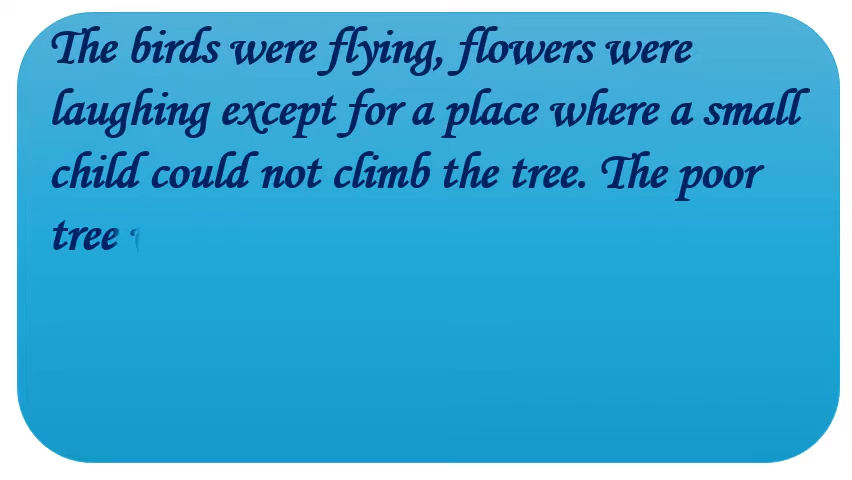 The birds were flying, flowers were
laughing except for a place where a small
child could not climb the tree. The poor
tree